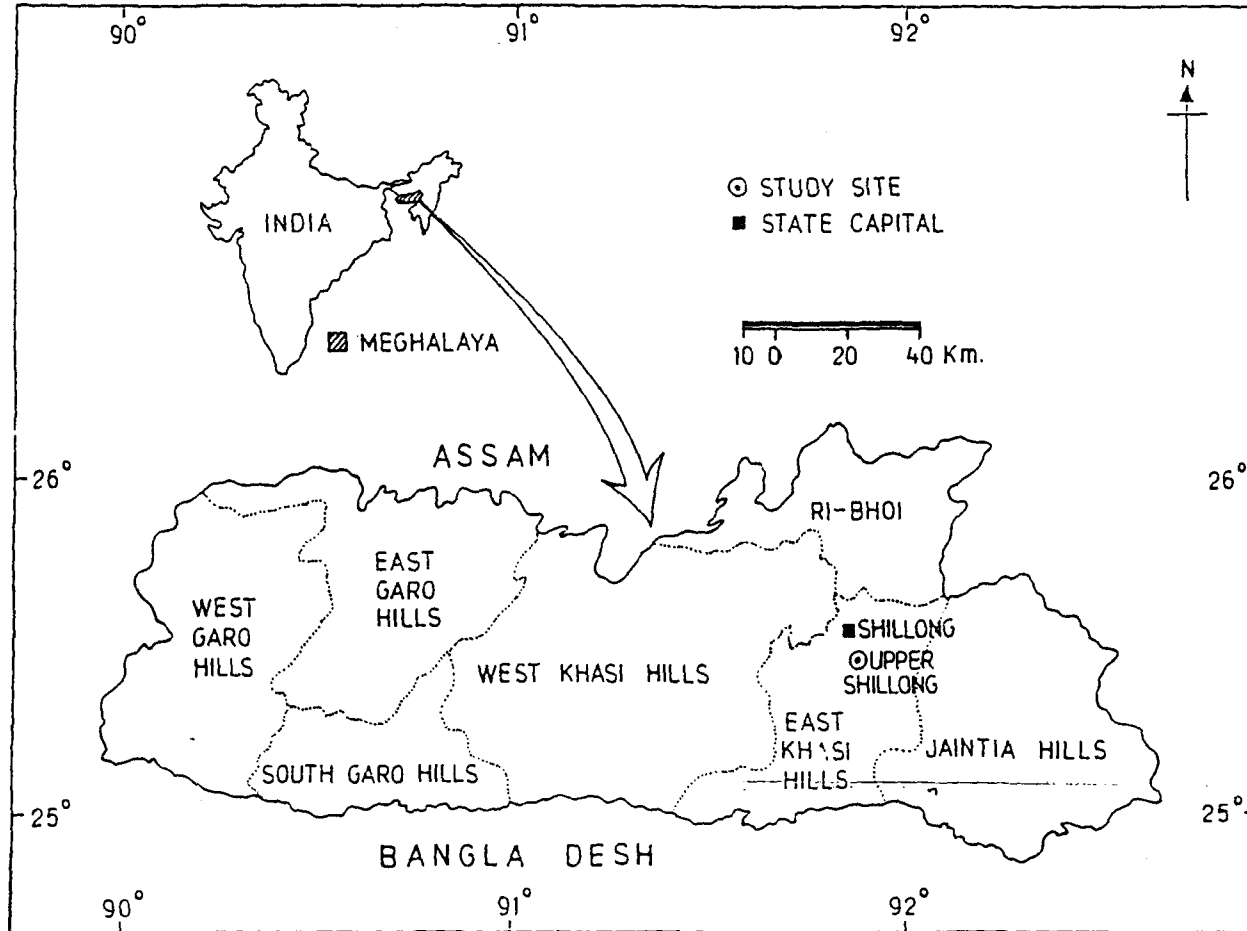 90° 91° 92°
N
INDIA
⊙ STUDY SITE
■ STATE CAPITAL
MEGHALAYA
10 0 20 40 Km.
ASSAM
26° 26°
RI-BHOI
EAST
GARO
HILLS
WEST
GARO
HILLS
SHILLONG
UPPER
SHILLONG
WEST KHASI HILLS
EAST
KHASI
HILLS
JAINTIA HILLS
SOUTH GARO HILLS
25° 25°
BANGLA DESH
90° 91° 92°